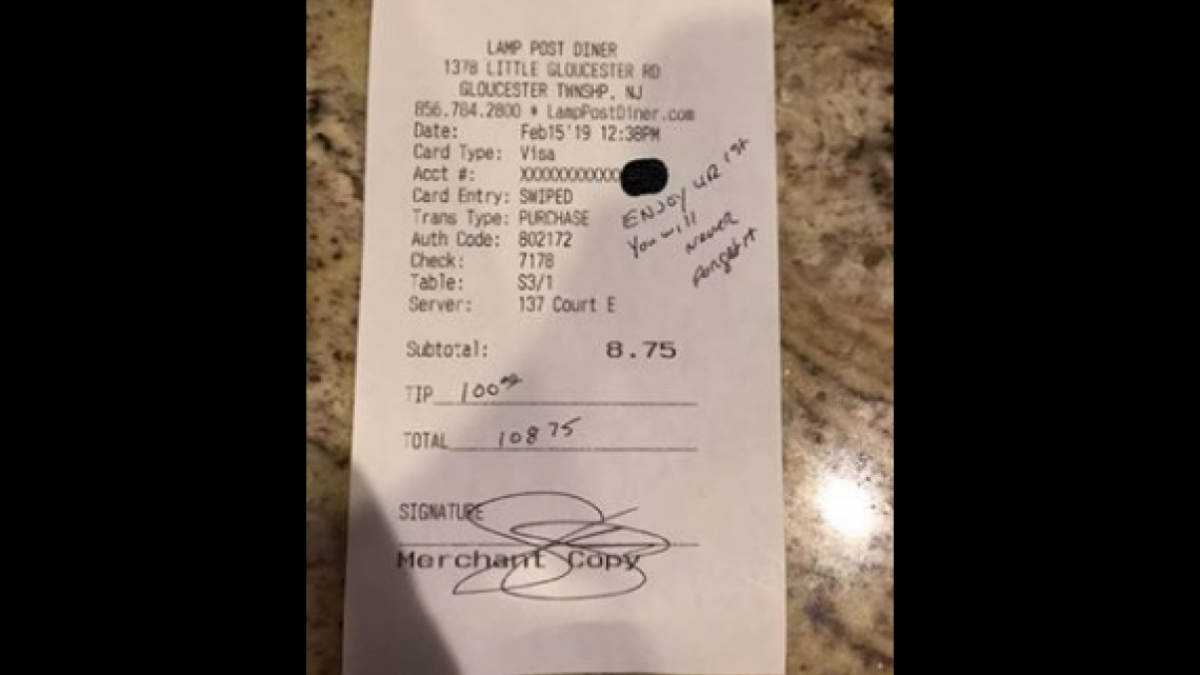 LAMP POST DINER
1378 LITTLE GLOUCESTER RD
GLOUCESTER TWNSHP, NJ
856.784.2800 * LampPostDiner.com
Date: Feb15'19 12:38PM
Card Type: Visa
Acct #: XXXXXXXXXXXX
Card Entry: SWIPED
Trans Type: PURCHASE
Auth Code: 802172
Check: 7178
Table: S3/1
Server: 137 Court E
ENJOY UR 1st
You will
never
forget it
Subtotal: 8.75
TIP 100
TOTAL 108 75
SIGNATURE
Merchant Copy